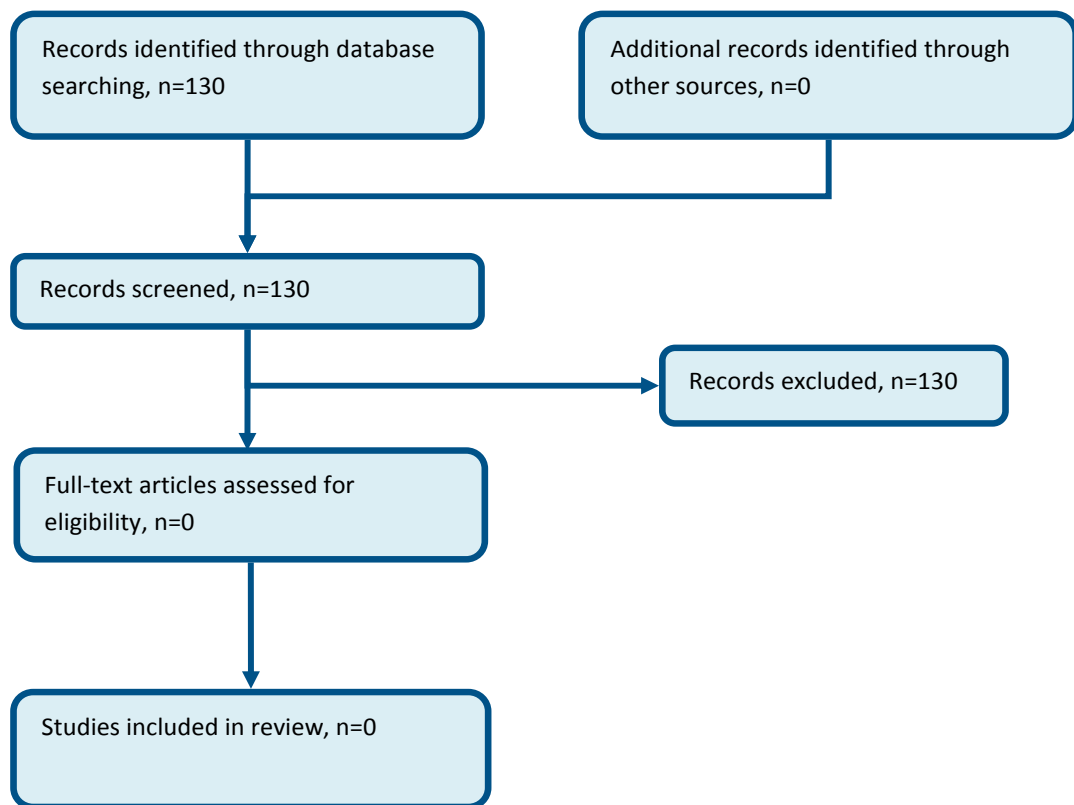 Records identified through database
searching, n=130
Additional records identified through
other sources, n=0
Records screened, n=130
Records excluded, n=130
Full-text articles assessed for
eligibility, n=0
Studies included in review, n=0